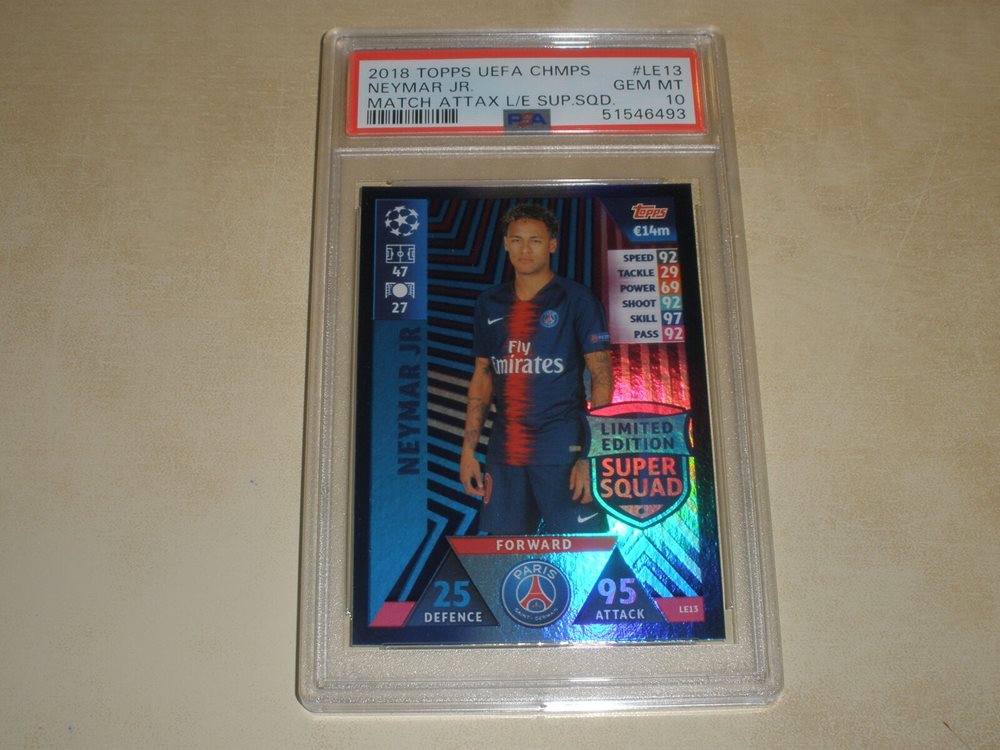 2018 TOPPS UEFA CHMPS #LE13
NEYMAR JR. GEM MT
MATCH ATTAX L/E SUP.SQD. 10
PSA 51546493
topps
€14m
47
27
NEYMAR JR
SPEED 92
TACKLE 29
POWER 69
SHOOT 92
SKILL 97
PASS 92
Fly
Emirates
LIMITED
EDITION
SUPER
SQUAD
FORWARD
25
DEFENCE
PARIS
SAINT-GERMAIN
95
ATTACK
LE13